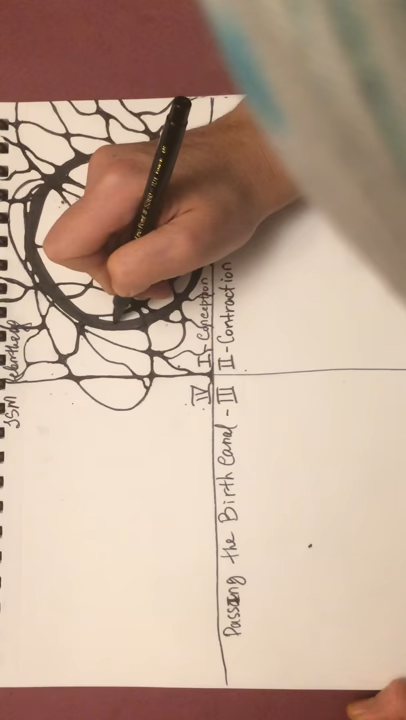 I - Conception
II - Contraction
IV
Passing the Birth Canal - III
JSM